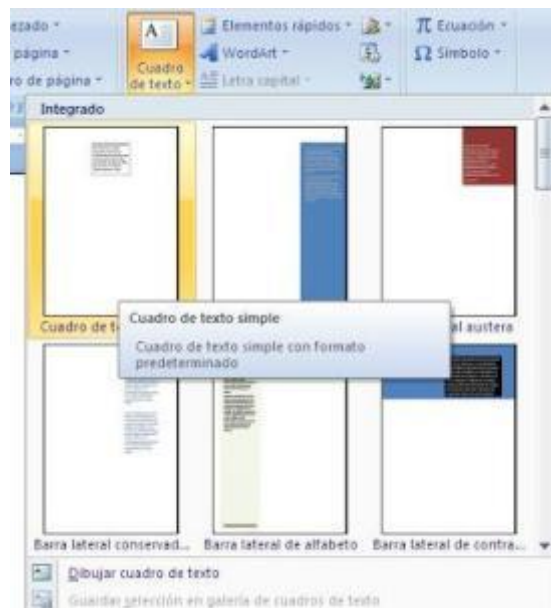 ezado
página
ro de página
Cuadro
de texto
Elementos rápidos
WordArt
Letra capital
Ecuación
Símbolo
Integrado
Cuadro de t
al austera
Cuadro de texto simple
Cuadro de texto simple con formato
predeterminado
Barra lateral conservad...
Barra lateral de alfabeto
Barra lateral de contra...
Dibujar cuadro de texto
Guardar selección en galería de cuadros de texto